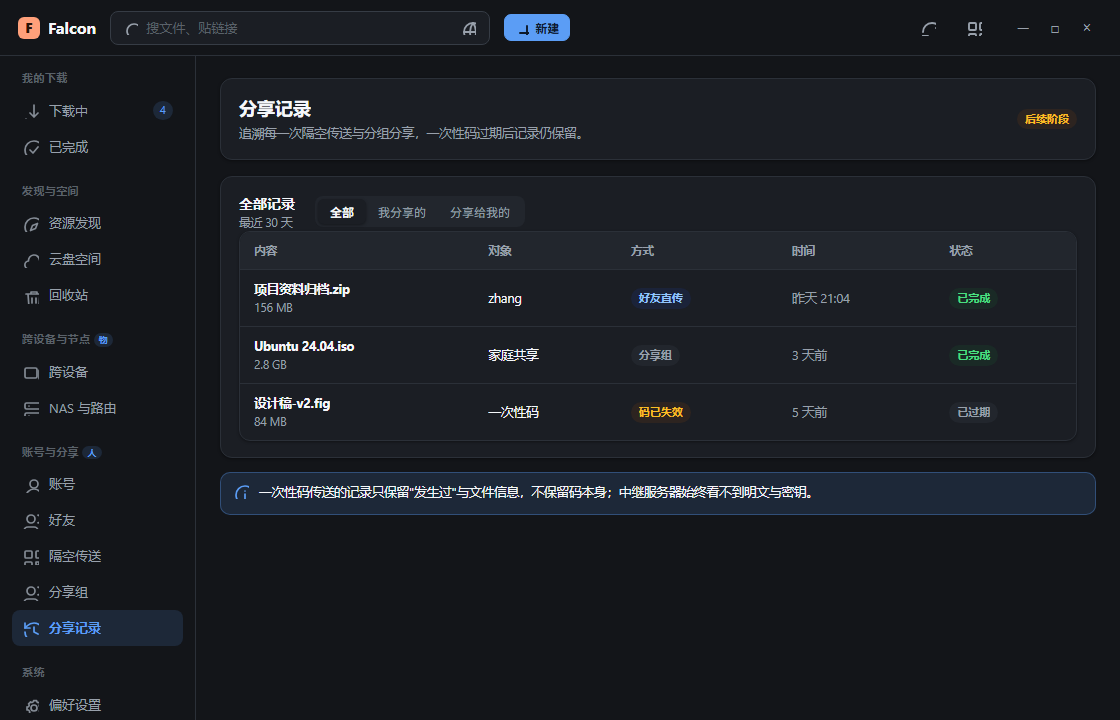 F Falcon
搜文件、贴链接
新建
我的下载
下载中 4
已完成
发现与空间
资源发现
云盘空间
回收站
跨设备与节点 物
跨设备
NAS 与路由
账号与分享 人
账号
好友
隔空传送
分享组
分享记录
系统
偏好设置
分享记录
追溯每一次隔空传送与分组分享，一次性码过期后记录仍保留。
后续阶段
全部记录
最近 30 天
全部 我分享的 分享给我的
内容 对象 方式 时间 状态
项目资料归档.zip
156 MB
zhang 好友直传 昨天 21:04 已完成
Ubuntu 24.04.iso
2.8 GB
家庭共享 分享组 3 天前 已完成
设计稿-v2.fig
84 MB
一次性码 码已失效 5 天前 已过期
一次性码传送的记录只保留"发生过"与文件信息，不保留码本身；中继服务器始终看不到明文与密钥。